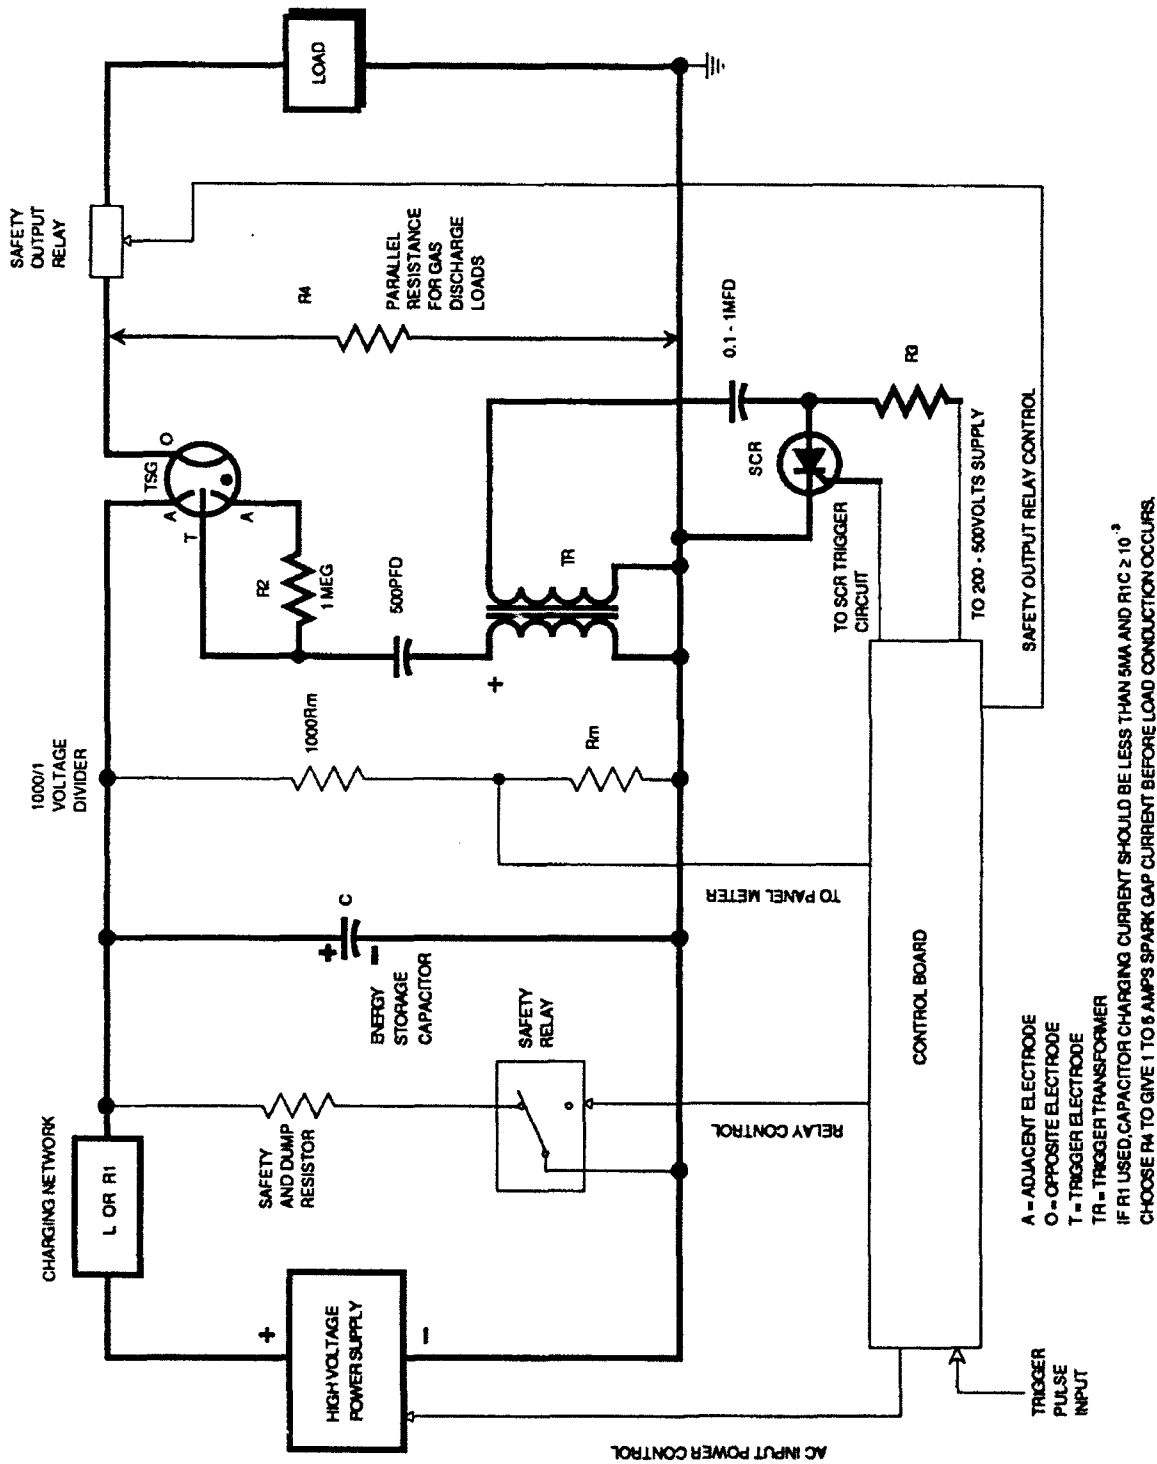 CHARGING NETWORK
L OR R1
1000/1
VOLTAGE
DIVIDER
SAFETY
OUTPUT
RELAY
+
HIGH VOLTAGE
POWER SUPPLY
−
SAFETY
AND DUMP
RESISTOR
SAFETY
RELAY
+
−
C
ENERGY
STORAGE
CAPACITOR
1000Rm
Rm
A
TSG
O
T
A
R2
1 MEG
500PFD
+
TR
R4
PARALLEL
RESISTANCE
FOR GAS
DISCHARGE
LOADS
LOAD
0.1 - 1MFD
SCR
R3
AC INPUT POWER CONTROL
RELAY CONTROL
TO PANEL METER
TO SCR TRIGGER
CIRCUIT
TO 200 - 500VOLTS SUPPLY
SAFETY OUTPUT RELAY CONTROL
CONTROL BOARD
TRIGGER
PULSE
INPUT
A = ADJACENT ELECTRODE
O = OPPOSITE ELECTRODE
T = TRIGGER ELECTRODE
TR = TRIGGER TRANSFORMER
IF R1 USED, CAPACITOR CHARGING CURRENT SHOULD BE LESS THAN 5MA AND R1C ≥ 10⁻³
CHOOSE R4 TO GIVE 1 TO 5 AMPS SPARK GAP CURRENT BEFORE LOAD CONDUCTION OCCURS.